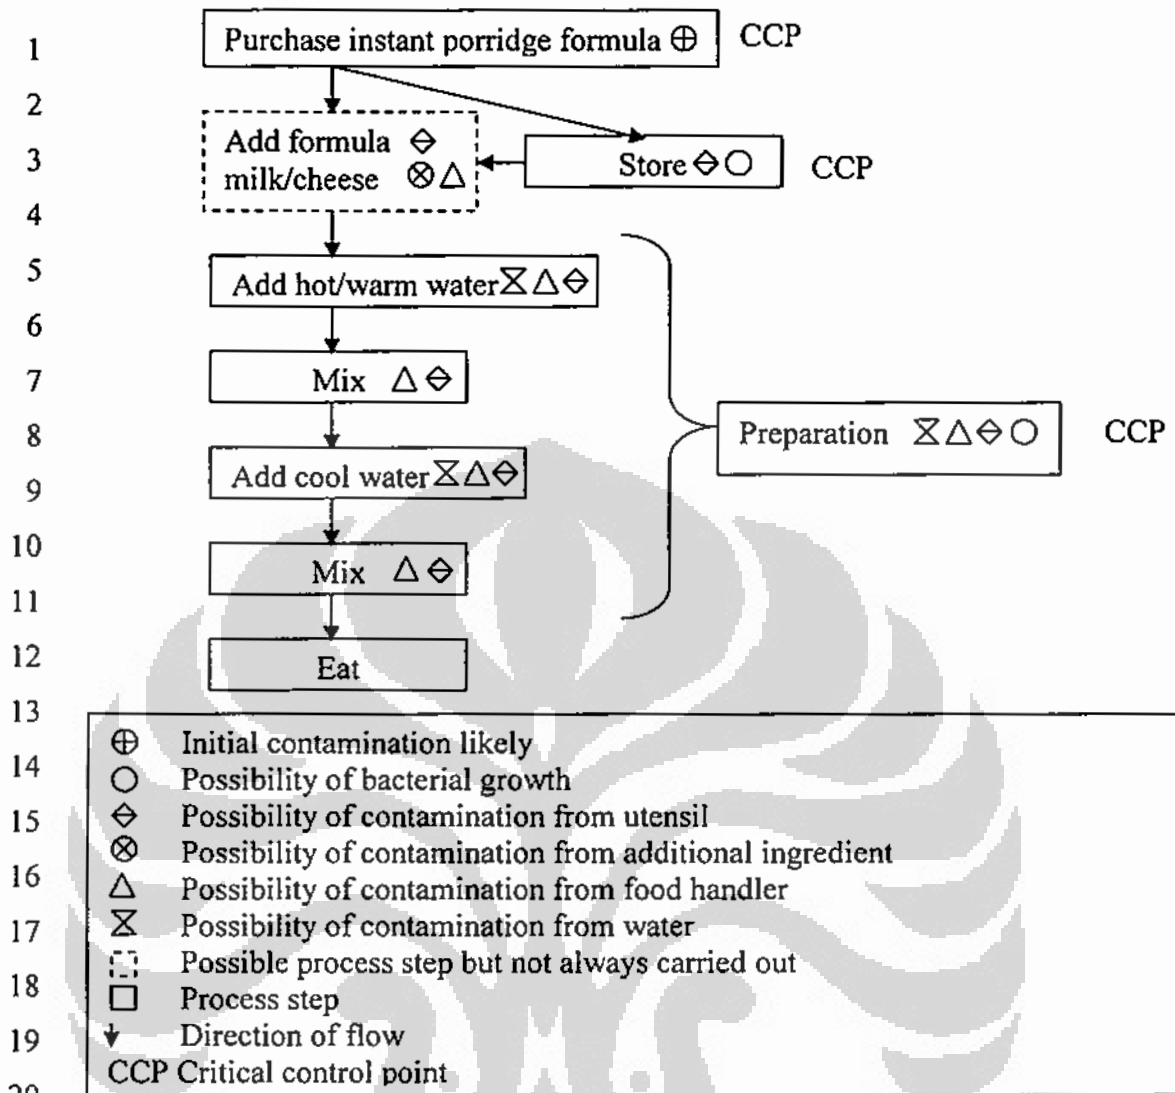 1
Purchase instant porridge formula ⊕ CCP
2
Add formula
3
milk/cheese ⊗ △
Store ○ CCP
4
5
Add hot/warm water △
6
7
Mix △
8
Preparation △ ○ CCP
9
Add cool water △
10
Mix △
11
12
Eat
13
⊕ Initial contamination likely
14
○ Possibility of bacterial growth
15
Possibility of contamination from utensil
⊗ Possibility of contamination from additional ingredient
16
△ Possibility of contamination from food handler
17
Possibility of contamination from water
Possible process step but not always carried out
18
□ Process step
19
Direction of flow
CCP Critical control point